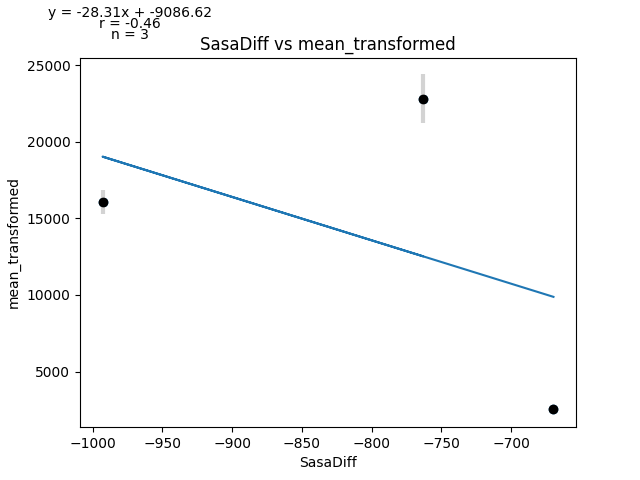 y = -28.31x + -9086.62
r = -0.46
n = 3
SasaDiff vs mean_transformed
25000
20000
15000
10000
5000
mean_transformed
−1000
−950
−900
−850
−800
−750
−700
SasaDiff